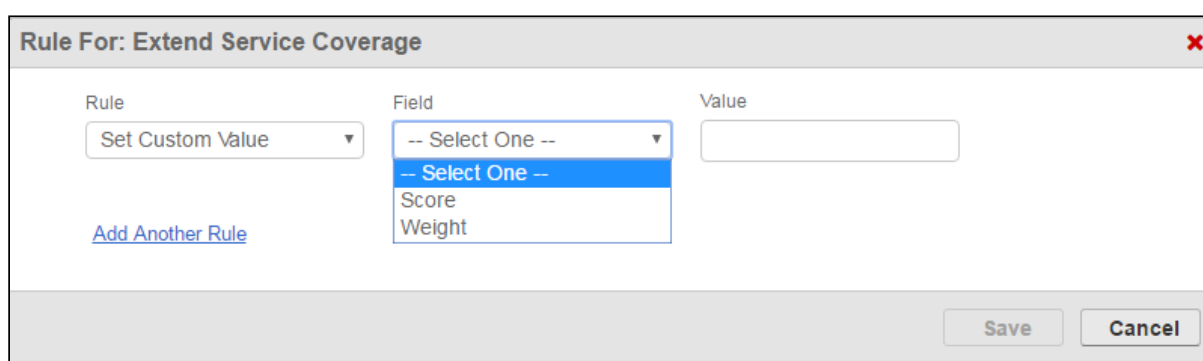 Rule For: Extend Service Coverage
Rule Field Value
Set Custom Value -- Select One --
-- Select One --
Score
Weight
Add Another Rule
Save Cancel